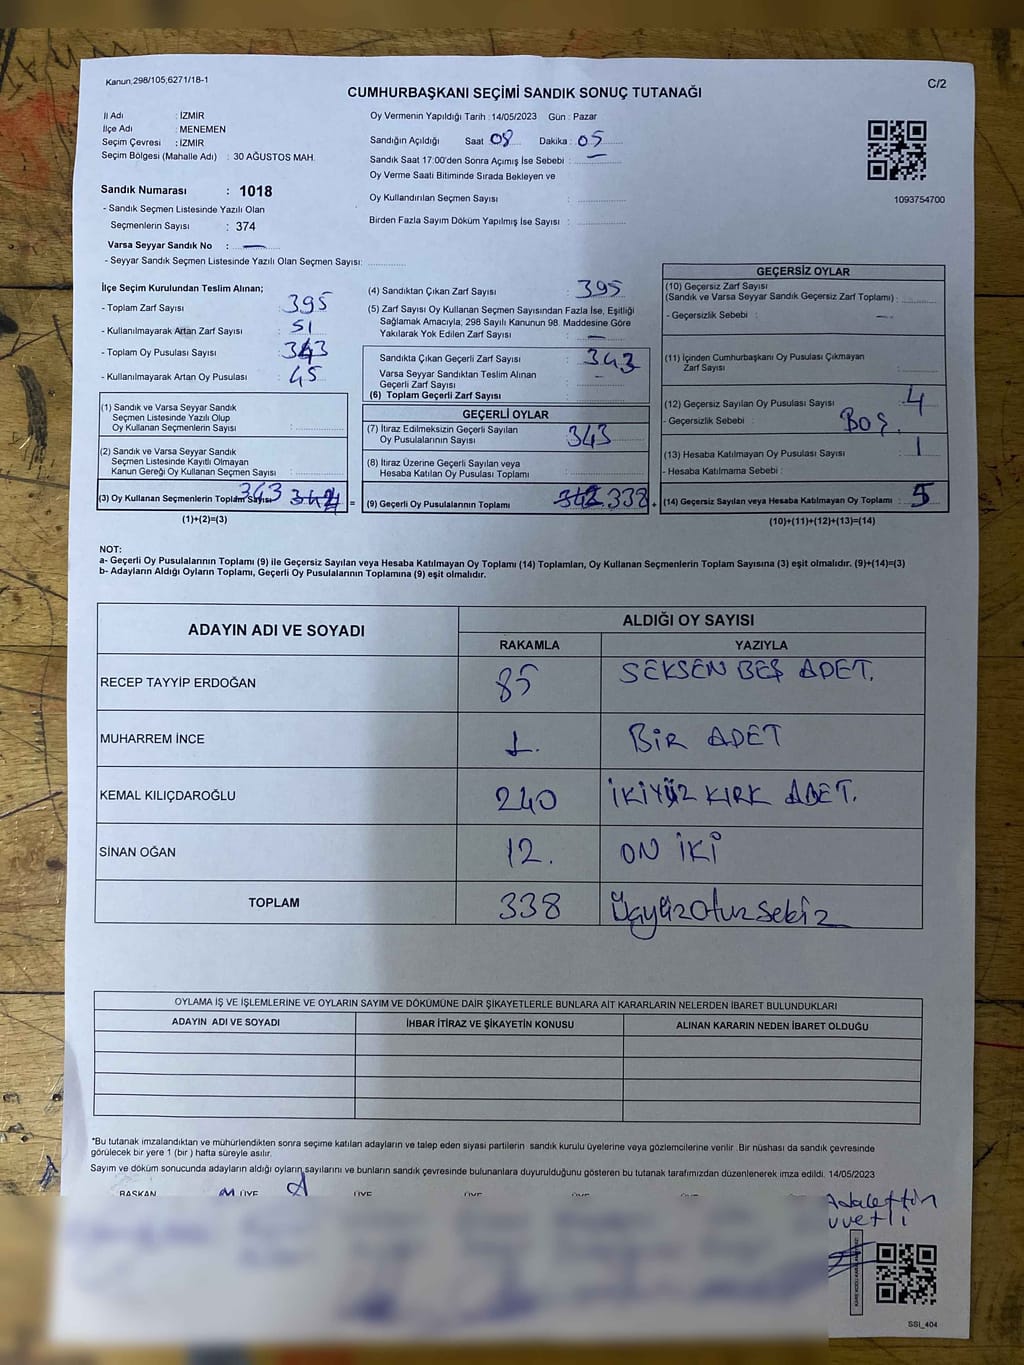 Kanun;298/105;6271/18-1
C/2
CUMHURBAŞKANI SEÇİMİ SANDIK SONUÇ TUTANAĞI
İl Adı : İZMİR
İlçe Adı : MENEMEN
Seçim Çevresi : İZMİR
Seçim Bölgesi (Mahalle Adı) : 30 AĞUSTOS MAH.
Sandık Numarası : 1018
- Sandık Seçmen Listesinde Yazılı Olan
Seçmenlerin Sayısı : 374
Varsa Seyyar Sandık No : —
- Seyyar Sandık Seçmen Listesinde Yazılı Olan Seçmen Sayısı:
Oy Vermenin Yapıldığı Tarih : 14/05/2023 Gün : Pazar
Sandığın Açıldığı Saat 08 Dakika : 05
Sandık Saat 17:00'den Sonra Açımış İse Sebebi : —
Oy Verme Saati Bitiminde Sırada Bekleyen ve
Oy Kullandırılan Seçmen Sayısı :
Birden Fazla Sayım Döküm Yapılmış İse Sayısı :
1093754700
İlçe Seçim Kurulundan Teslim Alınan;
- Toplam Zarf Sayısı : 395
- Kullanılmayarak Artan Zarf Sayısı : 51
- Toplam Oy Pusulası Sayısı : 343
- Kullanılmayarak Artan Oy Pusulası : 45
(1) Sandık ve Varsa Seyyar Sandık
Seçmen Listesinde Yazılı Olup
Oy Kullanan Seçmenlerin Sayısı :
(2) Sandık ve Varsa Seyyar Sandık
Seçmen Listesinde Kayıtlı Olmayan
Kanun Gereği Oy Kullanan Seçmen Sayısı :
(3) Oy Kullanan Seçmenlerin Toplam Sayısı 343 =
(1)+(2)=(3)
(4) Sandıktan Çıkan Zarf Sayısı : 395
(5) Zarf Sayısı Oy Kullanan Seçmen Sayısından Fazla İse, Eşitliği
Sağlamak Amacıyla, 298 Sayılı Kanunun 98. Maddesine Göre
Yakılarak Yok Edilen Zarf Sayısı : —
Sandıkta Çıkan Geçerli Zarf Sayısı : 343
Varsa Seyyar Sandıktan Teslim Alınan
Geçerli Zarf Sayısı :
(6) Toplam Geçerli Zarf Sayısı :
GEÇERLİ OYLAR
(7) İtiraz Edilmeksizin Geçerli Sayılan
Oy Pusulalarının Sayısı : 343
(8) İtiraz Üzerine Geçerli Sayılan veya
Hesaba Katılan Oy Pusulası Toplamı :
(9) Geçerli Oy Pusulalarının Toplamı 342 338 +
GEÇERSİZ OYLAR
(10) Geçersiz Zarf Sayısı
(Sandık ve Varsa Seyyar Sandık Geçersiz Zarf Toplamı) :
- Geçersizlik Sebebi : —
(11) İçinden Cumhurbaşkanı Oy Pusulası Çıkmayan
Zarf Sayısı :
(12) Geçersiz Sayılan Oy Pusulası Sayısı : 4
- Geçersizlik Sebebi : BOŞ.
(13) Hesaba Katılmayan Oy Pusulası Sayısı : 1
- Hesaba Katılmama Sebebi :
(14) Geçersiz Sayılan veya Hesaba Katılmayan Oy Toplamı : 5
(10)+(11)+(12)+(13)=(14)
NOT:
a- Geçerli Oy Pusulalarının Toplamı (9) ile Geçersiz Sayılan veya Hesaba Katılmayan Oy Toplamı (14) Toplamları, Oy Kullanan Seçmenlerin Toplam Sayısına (3) eşit olmalıdır. (9)+(14)=(3)
b- Adayların Aldığı Oyların Toplamı, Geçerli Oy Pusulalarının Toplamına (9) eşit olmalıdır.
ADAYIN ADI VE SOYADI ALDIĞI OY SAYISI
RAKAMLA YAZIYLA
RECEP TAYYİP ERDOĞAN 85 SEKSEN BEŞ ADET.
MUHARREM İNCE 1. BİR ADET
KEMAL KILIÇDAROĞLU 240 İKİYÜZ KIRK ADET.
SİNAN OĞAN 12. ON İKİ
TOPLAM 338 Üçyüzotuzsekiz
OYLAMA İŞ VE İŞLEMLERİNE VE OYLARIN SAYIM VE DÖKÜMÜNE DAİR ŞİKAYETLERLE BUNLARA AİT KARARLARIN NELERDEN İBARET BULUNDUKLARI
ADAYIN ADI VE SOYADI İHBAR İTİRAZ VE ŞİKAYETİN KONUSU ALINAN KARARIN NEDEN İBARET OLDUĞU
*Bu tutanak imzalandıktan ve mühürlendikten sonra seçime katılan adayların ve talep eden siyasi partilerin sandık kurulu üyelerine veya gözlemcilerine verilir. Bir nüshası da sandık çevresinde
görülecek bir yere 1 (bir) hafta süreyle asılır.
Sayım ve döküm sonucunda adayların aldığı oyların sayılarını ve bunların sandık çevresinde bulunanlara duyurulduğunu gösteren bu tutanak tarafımızdan düzenlenerek imza edildi. 14/05/2023
BAŞKAN ÜYE ÜYE ÜYE ÜYE ÜYE
Adalettin
uvetli
SSI_404